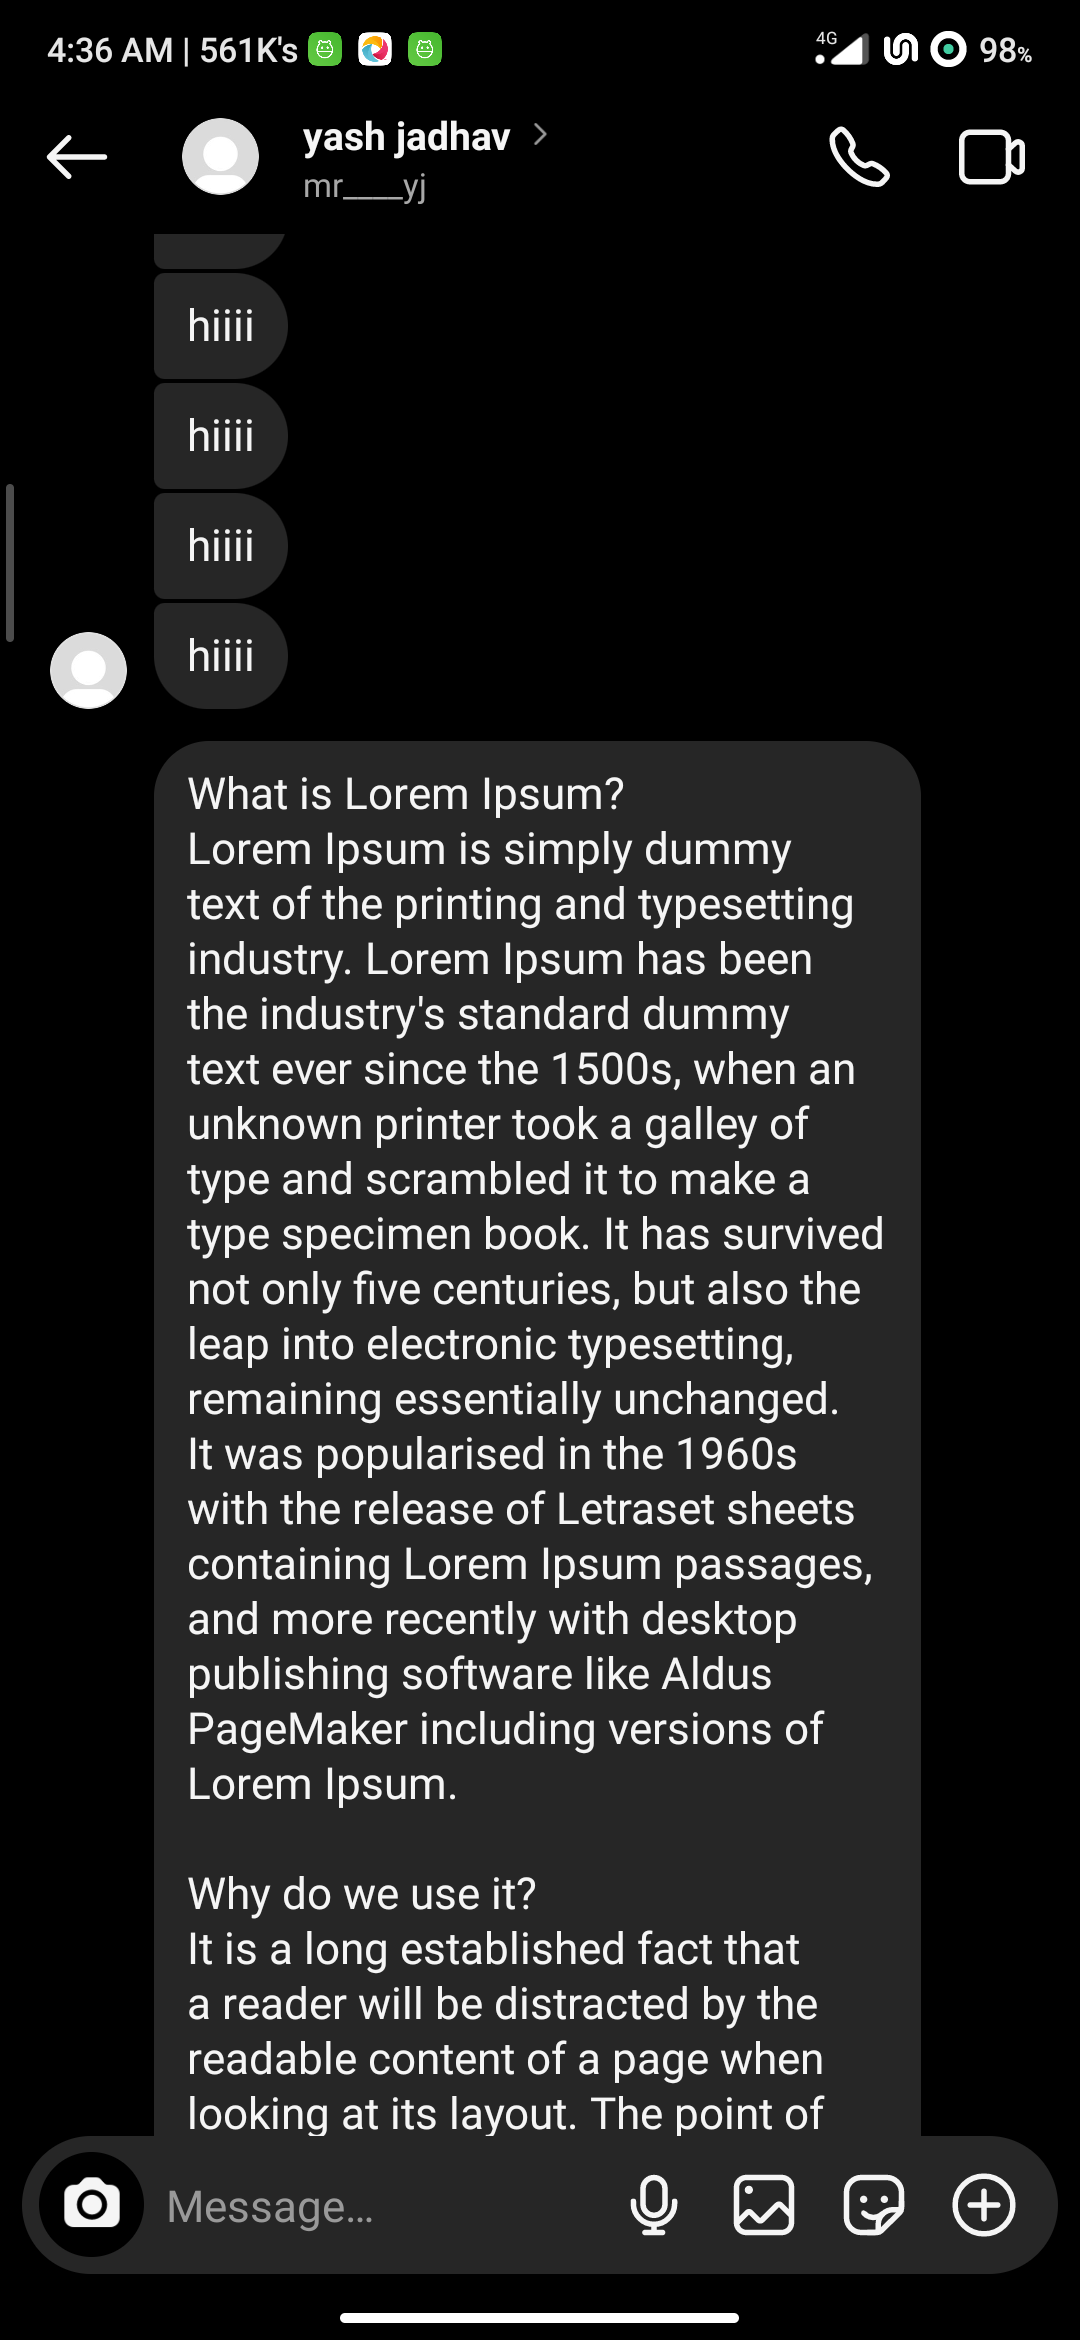 4:36 AM | 561K's 4G 98%
yash jadhav
mr____yj
hiiii
hiiii
hiiii
hiiii
What is Lorem Ipsum?
Lorem Ipsum is simply dummy
text of the printing and typesetting
industry. Lorem Ipsum has been
the industry's standard dummy
text ever since the 1500s, when an
unknown printer took a galley of
type and scrambled it to make a
type specimen book. It has survived
not only five centuries, but also the
leap into electronic typesetting,
remaining essentially unchanged.
It was popularised in the 1960s
with the release of Letraset sheets
containing Lorem Ipsum passages,
and more recently with desktop
publishing software like Aldus
PageMaker including versions of
Lorem Ipsum.
Why do we use it?
It is a long established fact that
a reader will be distracted by the
readable content of a page when
looking at its layout. The point of
Message...